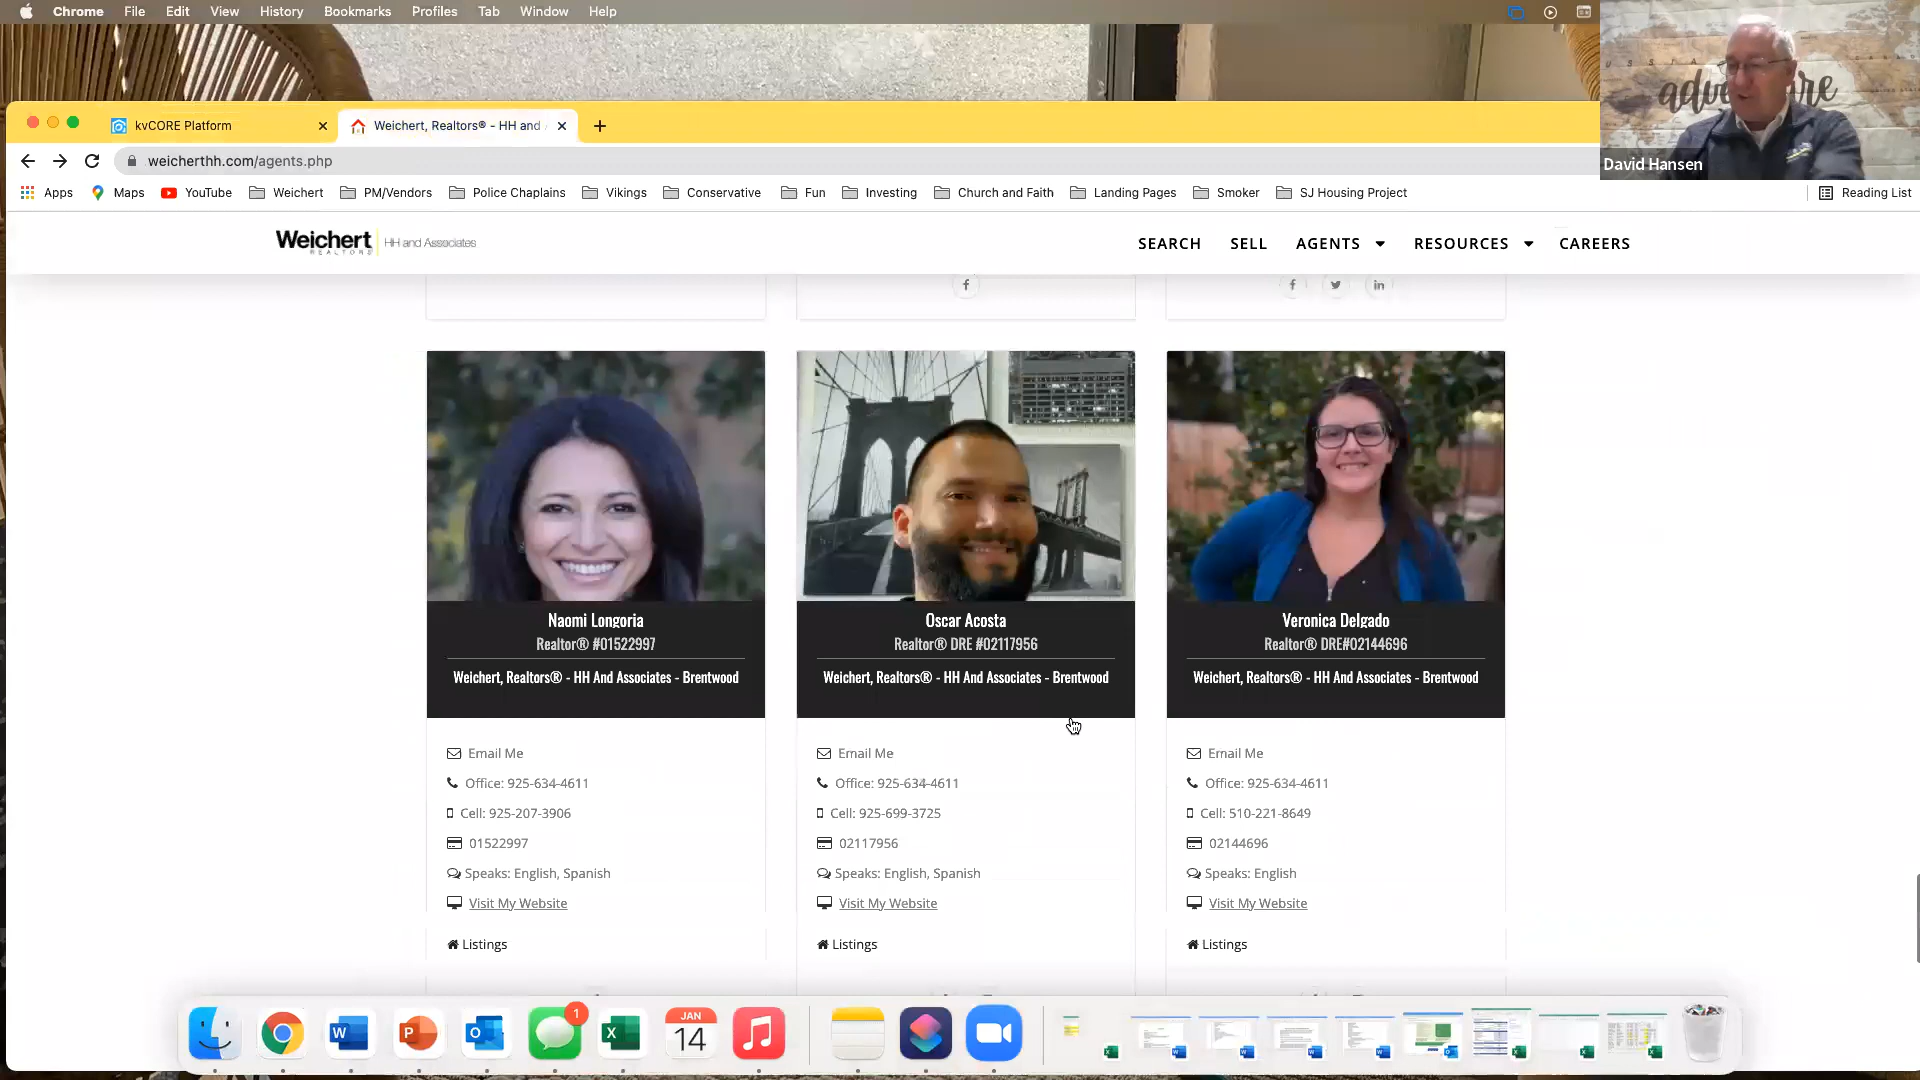 Chrome File Edit View History Bookmarks Profiles Tab Window Help
kvCORE Platform
Weichert, Realtors® - HH and
weicherthh.com/agents.php
David Hansen
Apps Maps YouTube Weichert PM/Vendors Police Chaplains Vikings Conservative Fun Investing Church and Faith Landing Pages Smoker SJ Housing Project Reading List
Weichert HH and Associates
REALTORS
SEARCH SELL AGENTS RESOURCES CAREERS
Naomi Longoria
Realtor® #01522997
Weichert, Realtors® - HH And Associates - Brentwood
Email Me
Office: 925-634-4611
Cell: 925-207-3906
01522997
Speaks: English, Spanish
Visit My Website
Listings
Oscar Acosta
Realtor® DRE #02117956
Weichert, Realtors® - HH And Associates - Brentwood
Email Me
Office: 925-634-4611
Cell: 925-699-3725
02117956
Speaks: English, Spanish
Visit My Website
Listings
Veronica Delgado
Realtor® DRE#02144696
Weichert, Realtors® - HH And Associates - Brentwood
Email Me
Office: 925-634-4611
Cell: 510-221-8649
02144696
Speaks: English
Visit My Website
Listings
1
JAN
14